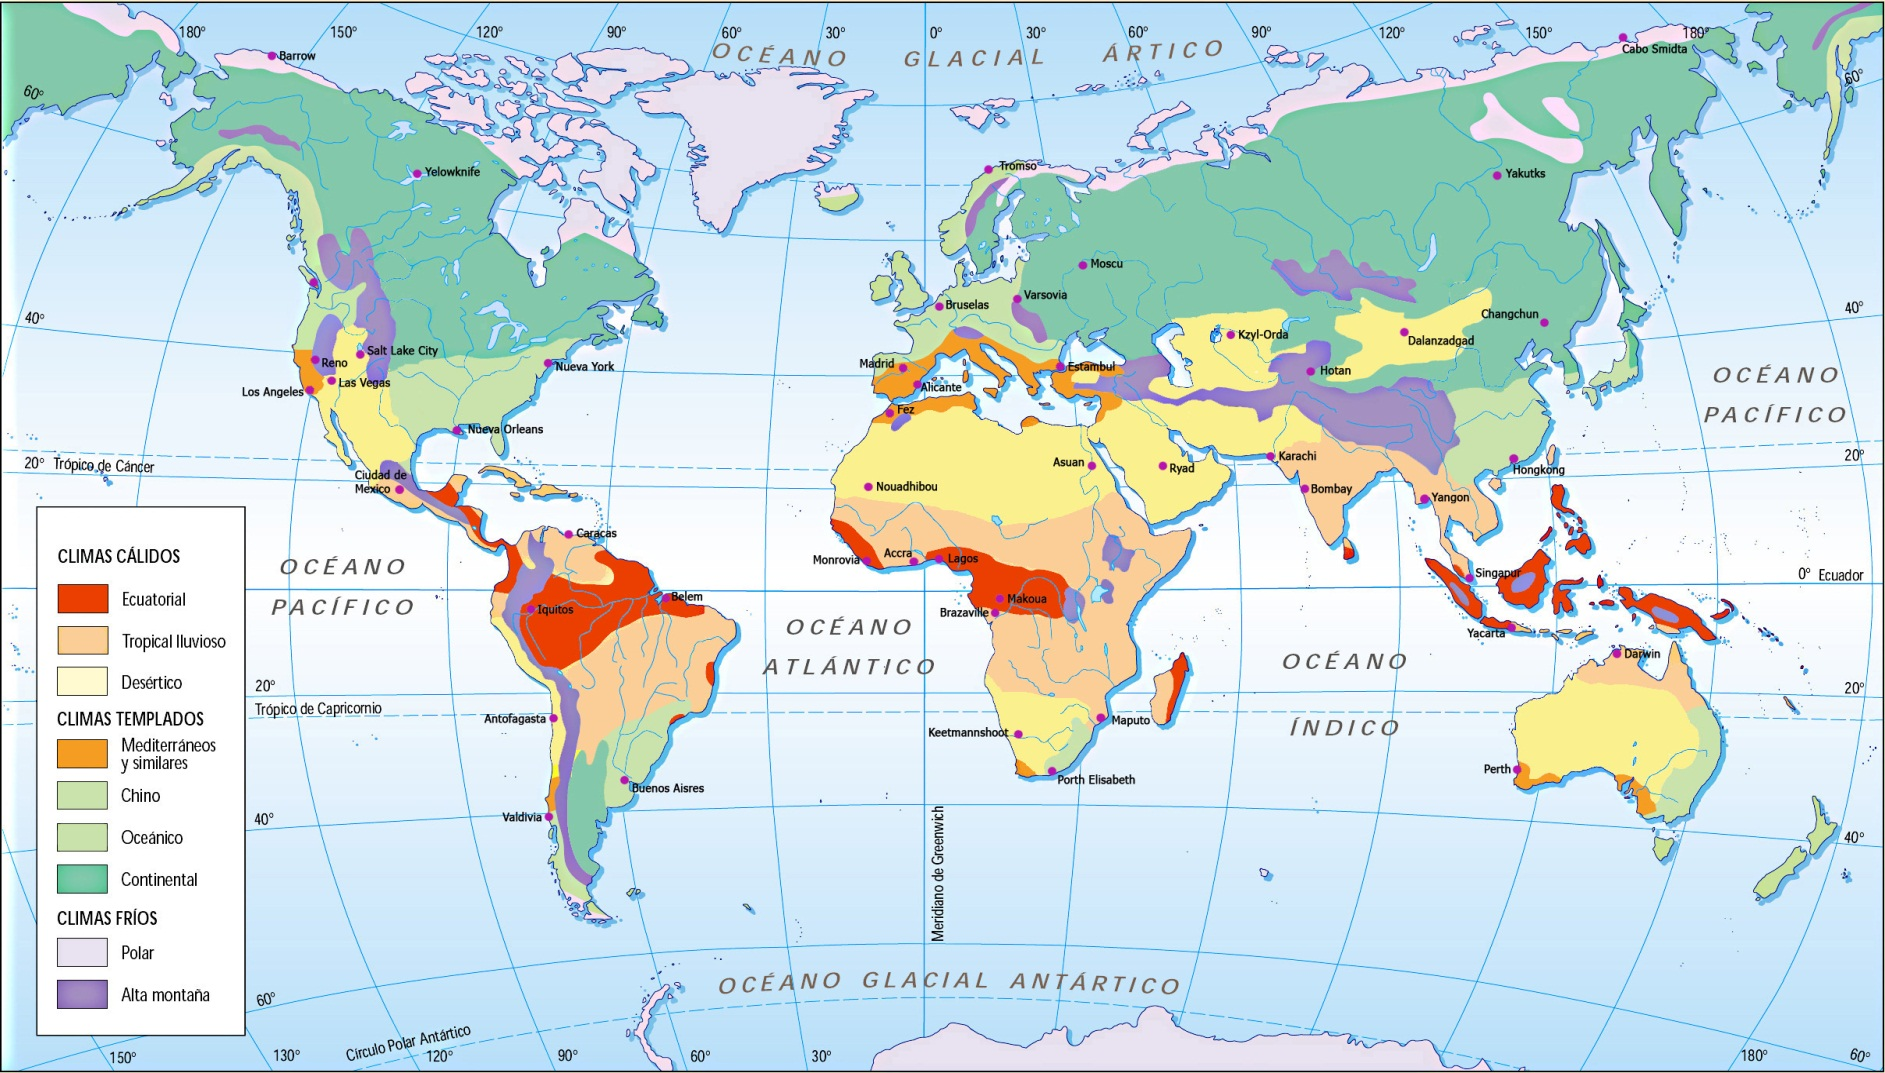 180°
150°
120°
90°
60°
30°
0°
30°
60°
90°
120°
150°
180°
OCÉANO GLACIAL ÁRTICO
Barrow
Cabo Smidta
60°
60°
Tromso
Yelowknife
Yakutks
Moscu
Varsovia
Bruselas
40°
40°
Changchun
Kzyl-Orda
Dalanzadgad
Salt Lake City
Reno
Nueva York
Madrid
Estambul
Hotan
Las Vegas
Los Angeles
Alicante
OCÉANO
PACÍFICO
Fez
Nueva Orleans
20°
Trópico de Cáncer
20°
Karachi
Asuan
Ryad
Hongkong
Ciudad de
Mexico
Nouadhibou
Bombay
Yangon
Caracas
Accra
Monrovia
Lagos
OCÉANO
PACÍFICO
Singapur
0° Ecuador
Belem
Iquitos
Makoua
Brazaville
OCÉANO
ATLÁNTICO
Yacarta
Darwin
OCÉANO
ÍNDICO
20°
20°
Trópico de Capricornio
Antofagasta
Maputo
Keetmannshoot
Perth
Porth Elisabeth
Buenos Aisres
Valdivia
40°
40°
Meridiano de Greenwich
OCÉANO GLACIAL ANTÁRTICO
60°
Círculo Polar Antártico
150°
130°
120°
90°
60°
30°
180°
60°
CLIMAS CÁLIDOS
Ecuatorial
Tropical lluvioso
Desértico
CLIMAS TEMPLADOS
Mediterráneos
y similares
Chino
Oceánico
Continental
CLIMAS FRÍOS
Polar
Alta montaña